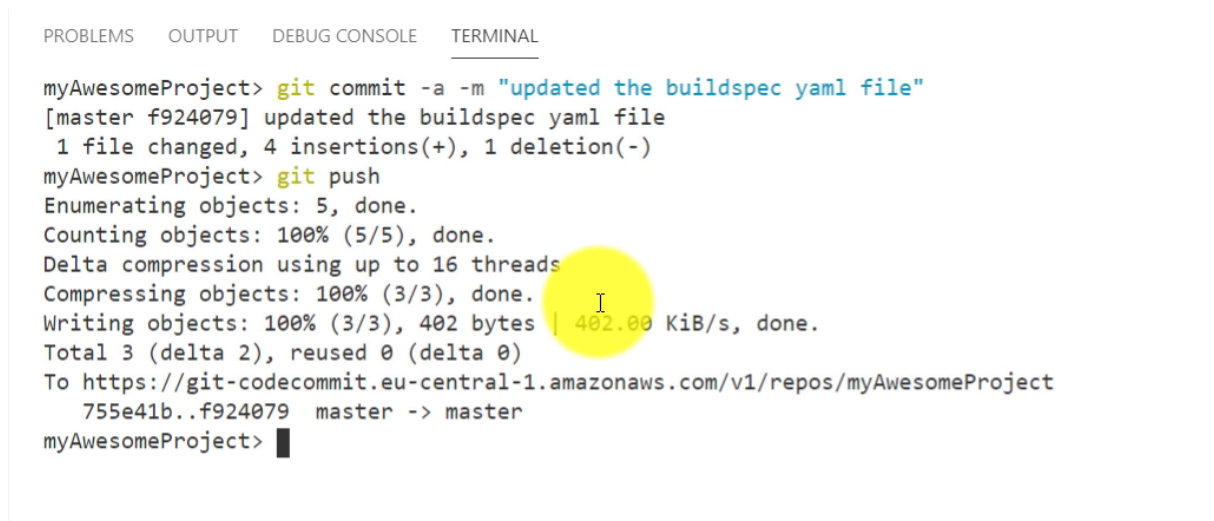 PROBLEMS OUTPUT DEBUG CONSOLE TERMINAL
myAwesomeProject> git commit -a -m "updated the buildspec yaml file"
[master f924079] updated the buildspec yaml file
 1 file changed, 4 insertions(+), 1 deletion(-)
myAwesomeProject> git push
Enumerating objects: 5, done.
Counting objects: 100% (5/5), done.
Delta compression using up to 16 threads
Compressing objects: 100% (3/3), done.
Writing objects: 100% (3/3), 402 bytes | 402.00 KiB/s, done.
Total 3 (delta 2), reused 0 (delta 0)
To https://git-codecommit.eu-central-1.amazonaws.com/v1/repos/myAwesomeProject
   755e41b..f924079  master -> master
myAwesomeProject>